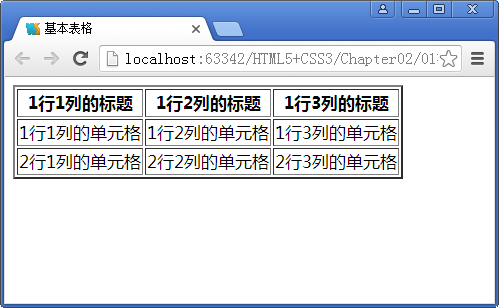 基本表格
localhost:63342/HTML5+CSS3/Chapter02/01
1行1列的标题 1行2列的标题 1行3列的标题
1行1列的单元格 1行2列的单元格 1行3列的单元格
2行1列的单元格 2行2列的单元格 2行3列的单元格